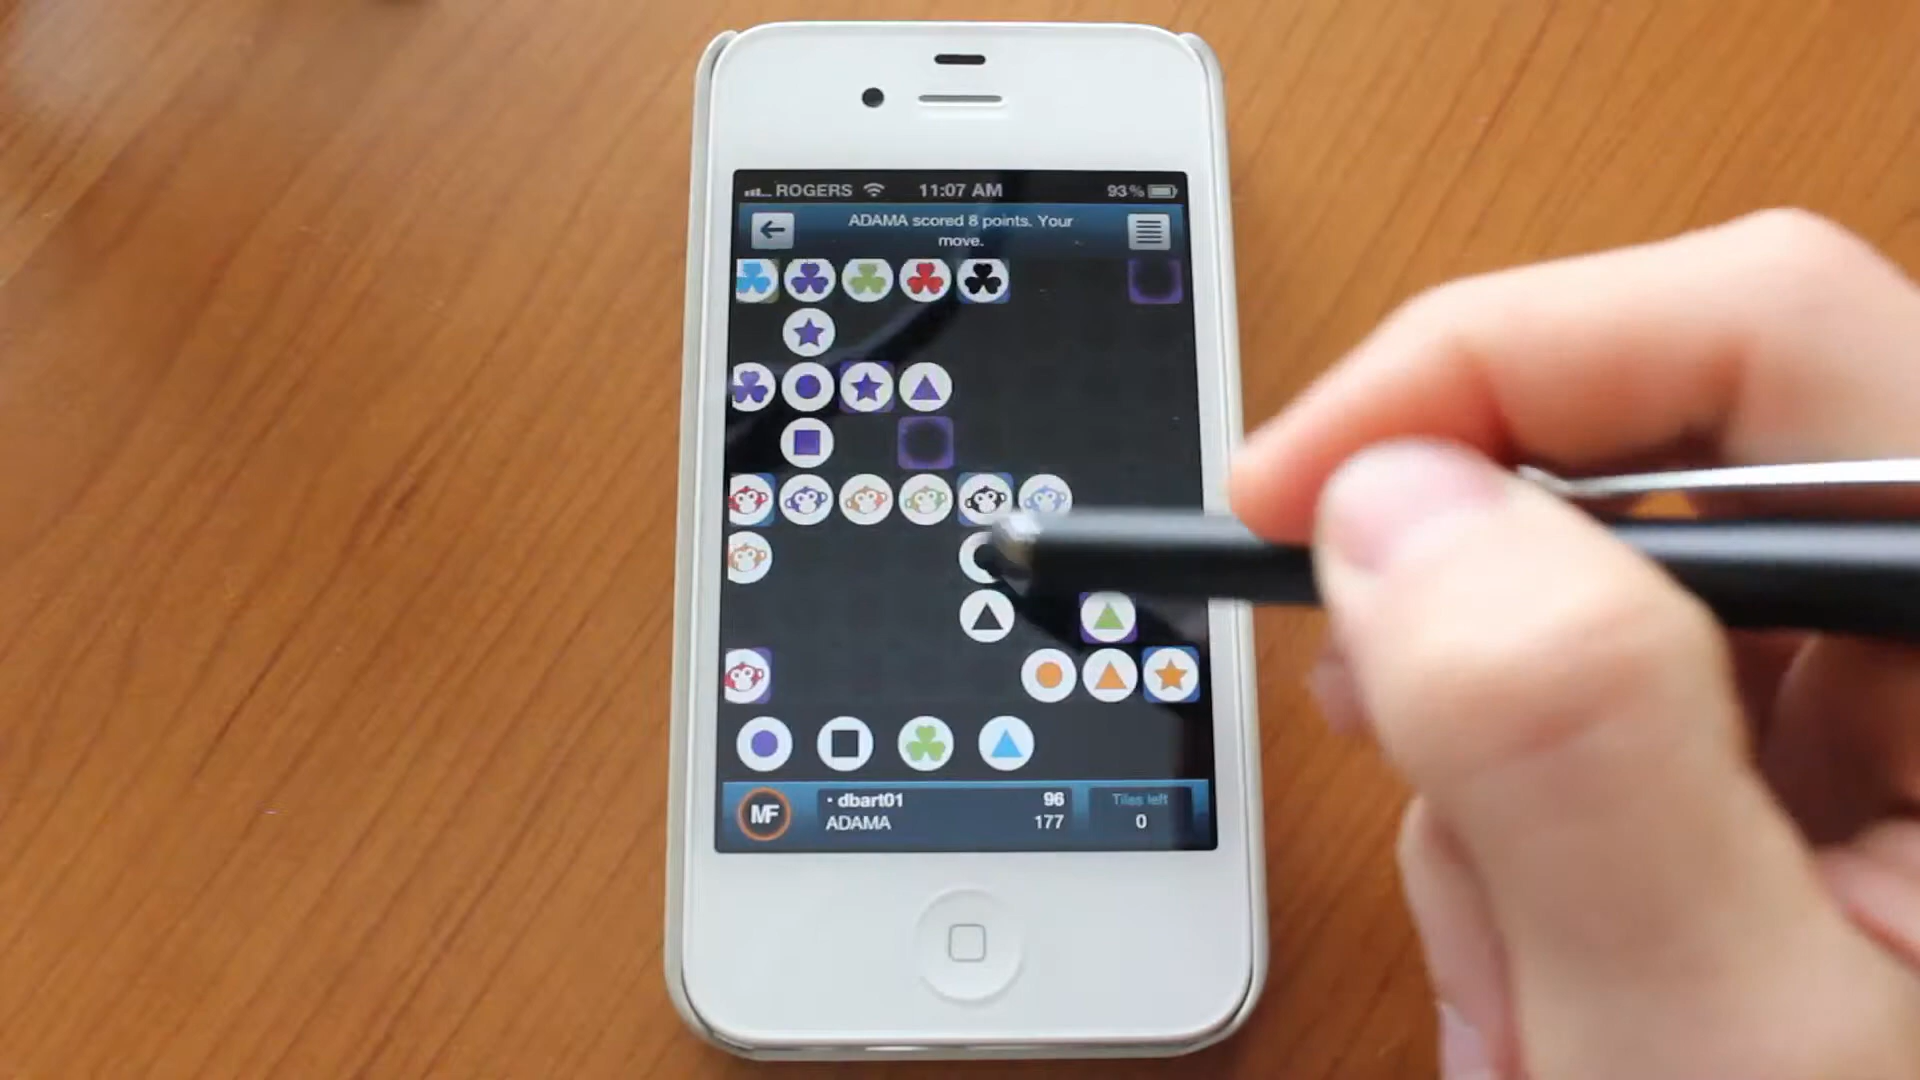 ROGERS 11:07 AM 93%
ADAMA scored 8 points. Your
move.
MF
dbart01 96
ADAMA 177
Tiles left
0